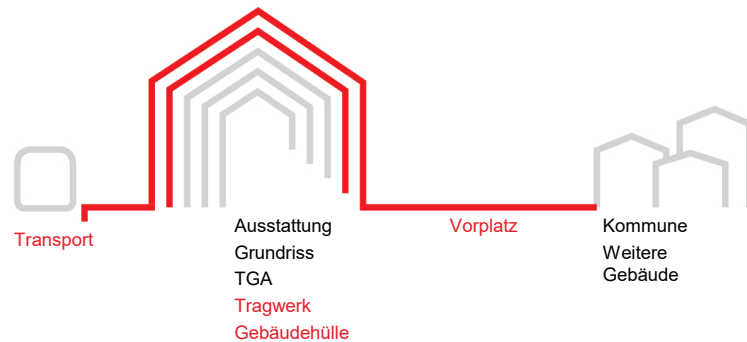 Transport
Ausstattung
Grundriss
TGA
Tragwerk
Gebäudehülle
Vorplatz
Kommune
Weitere
Gebäude